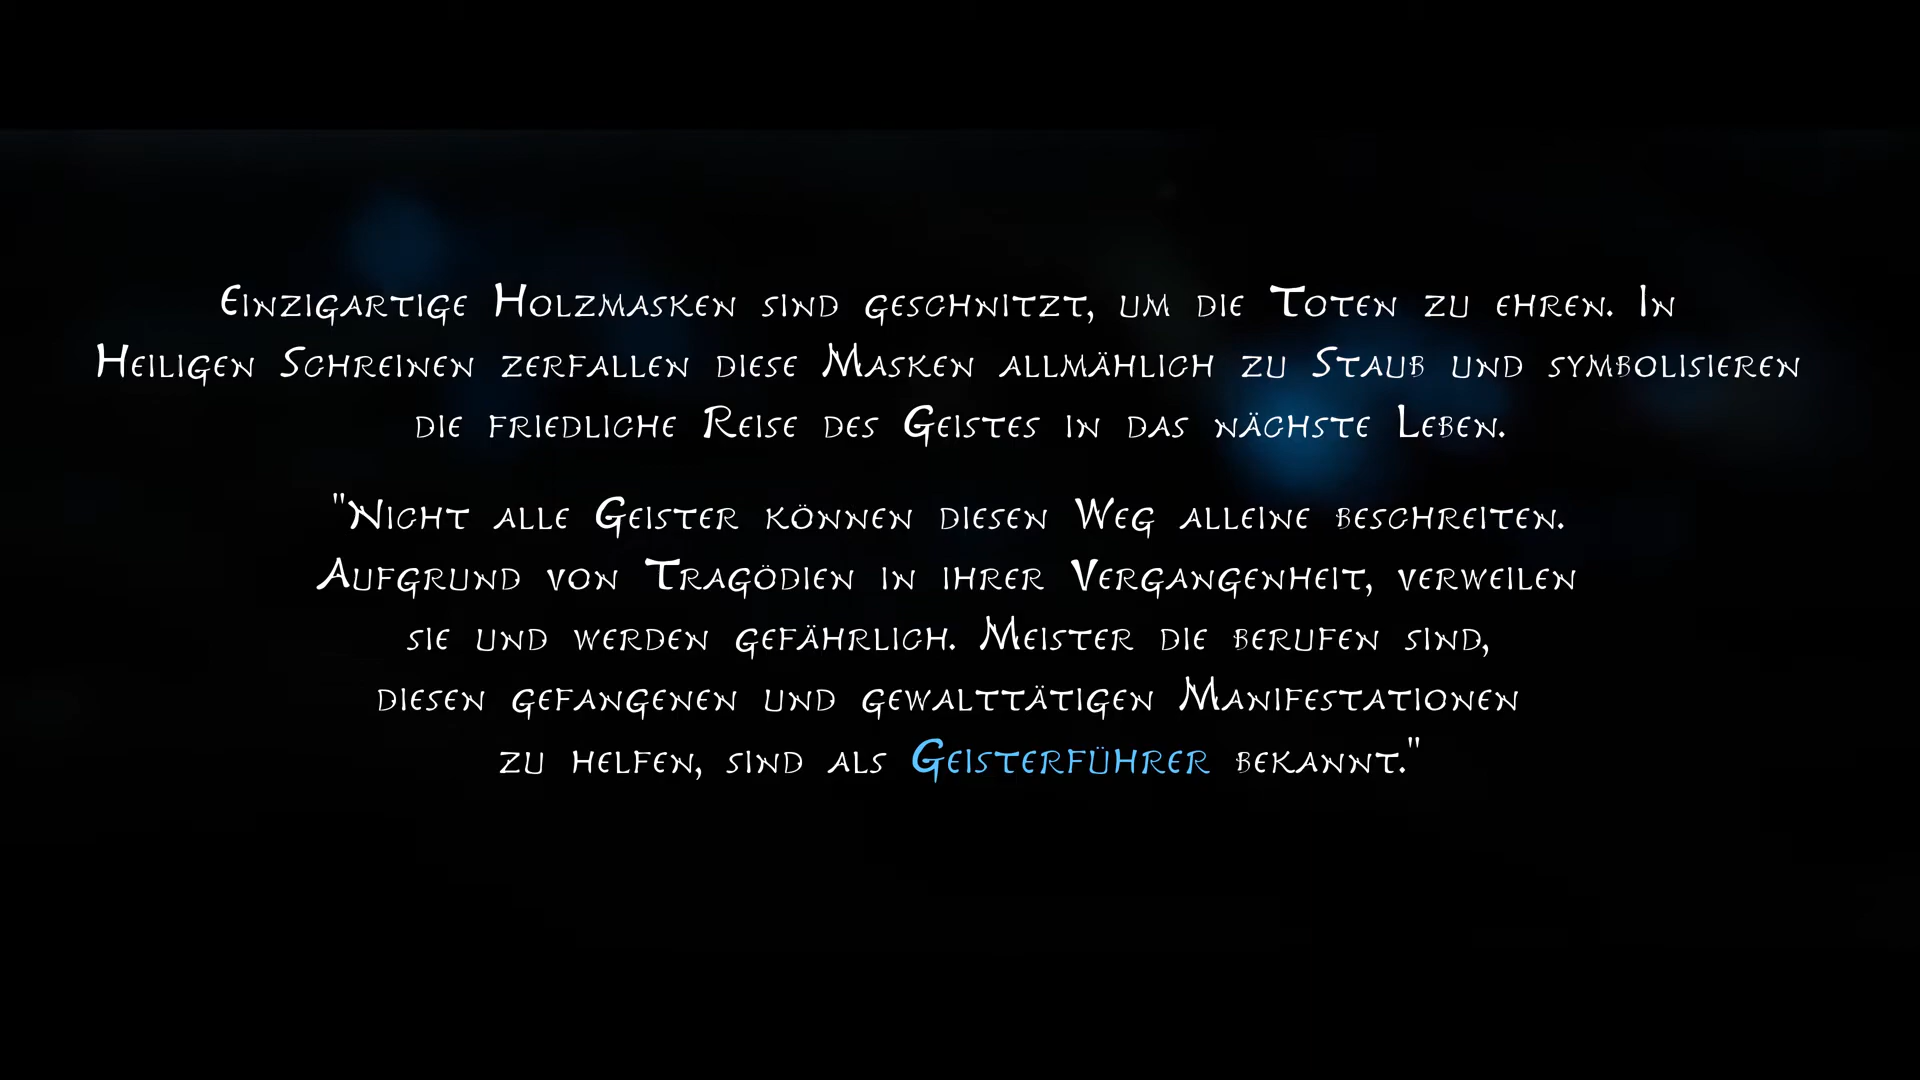 Einzigartige Holzmasken sind geschnitzt, um die Toten zu ehren. In
Heiligen Schreinen zerfallen diese Masken allmählich zu Staub und symbolisieren
die friedliche Reise des Geistes in das nächste Leben.
"Nicht alle Geister können diesen Weg alleine beschreiten.
Aufgrund von Tragödien in ihrer Vergangenheit, verweilen
sie und werden gefährlich. Meister die berufen sind,
diesen gefangenen und gewalttätigen Manifestationen
zu helfen, sind als Geisterführer bekannt."